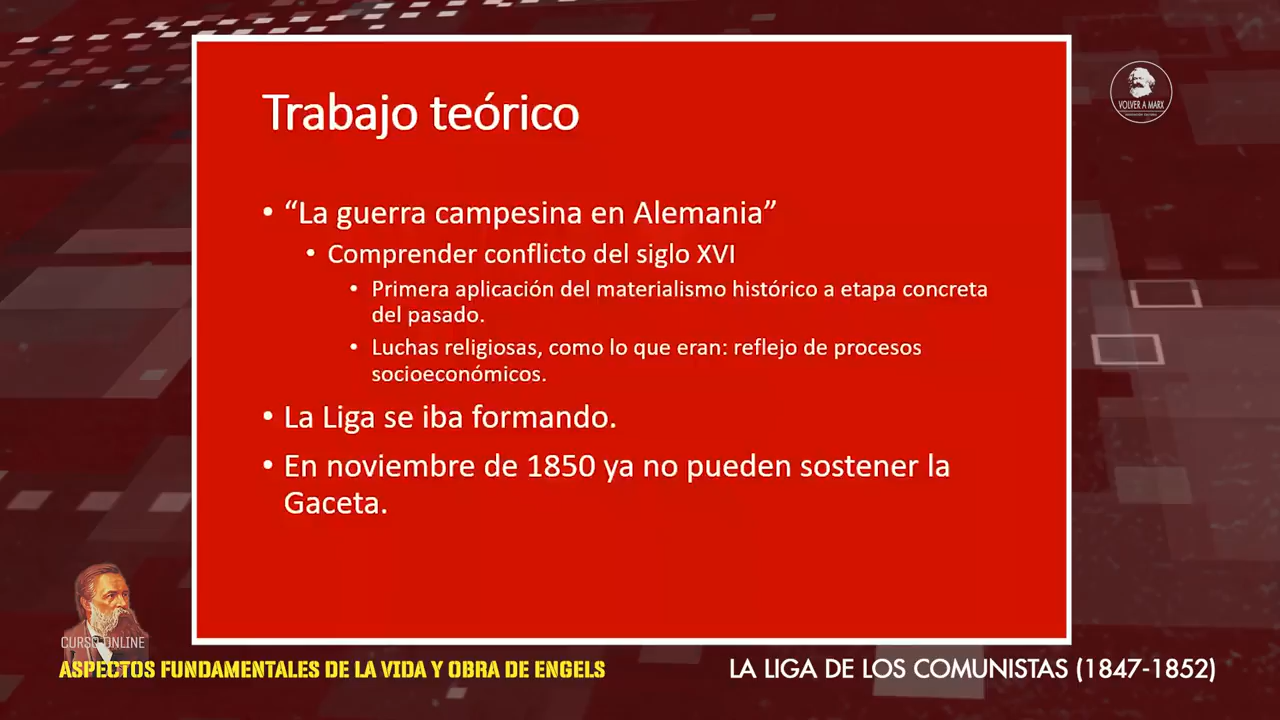 Trabajo teórico
VOLVER A MARX
• “La guerra campesina en Alemania”
• Comprender conflicto del siglo XVI
• Primera aplicación del materialismo histórico a etapa concreta
del pasado.
• Luchas religiosas, como lo que eran: reflejo de procesos
socioeconómicos.
• La Liga se iba formando.
• En noviembre de 1850 ya no pueden sostener la
Gaceta.
CURSO ONLINE
ASPECTOS FUNDAMENTALES DE LA VIDA Y OBRA DE ENGELS
LA LIGA DE LOS COMUNISTAS (1847-1852)